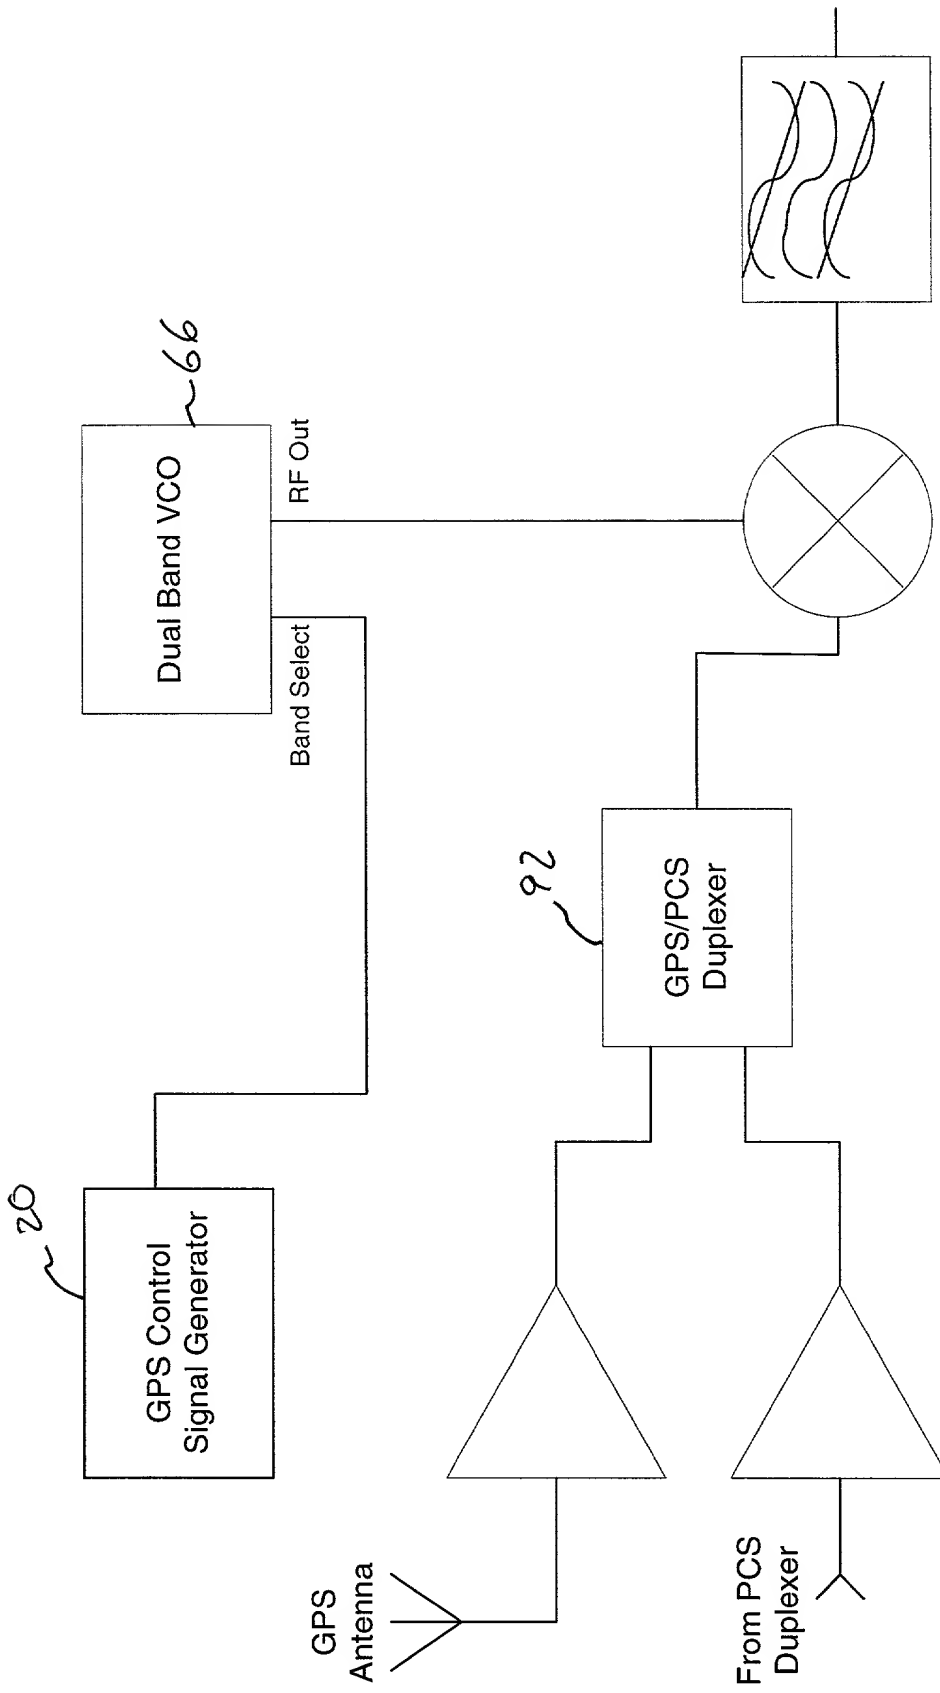 20
GPS Control
Signal Generator
Dual Band VCO
66
Band Select
RF Out
GPS
Antenna
92
GPS/PCS
Duplexer
From PCS
Duplexer